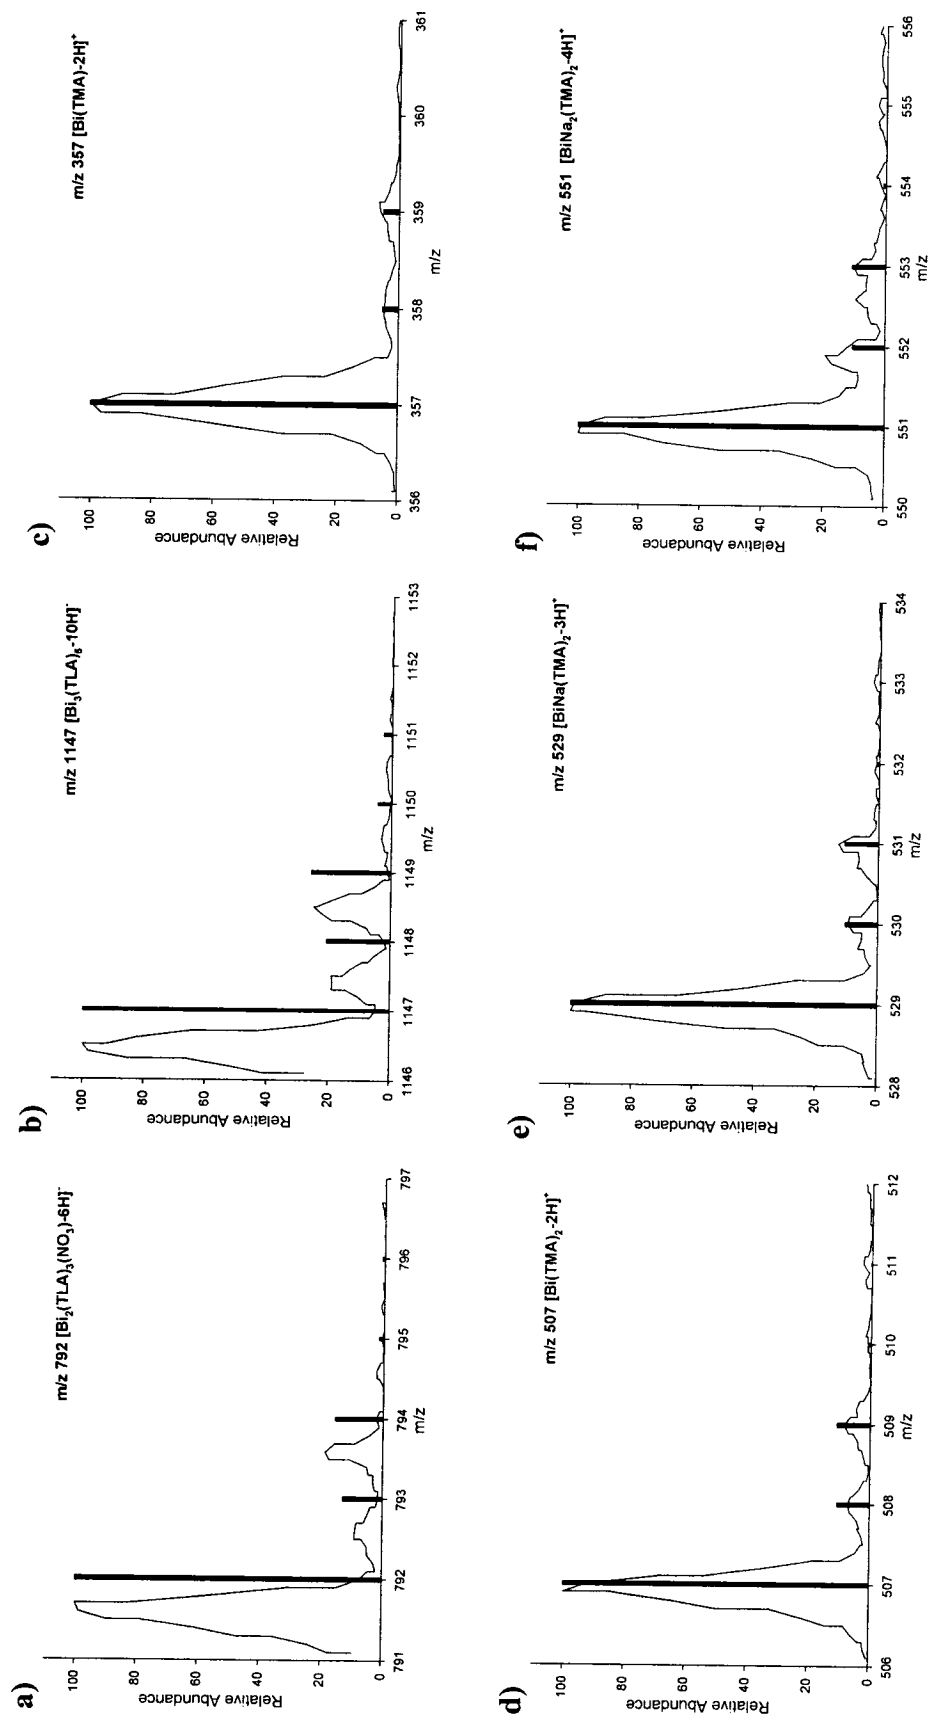 a)
m/z 792 [Bi₂(TLA)₃(NO₃)-6H]⁻
Relative Abundance
100
80
60
40
20
0
791 792 793 794 795 796 797
m/z
b)
m/z 1147 [Bi₃(TLA)₆-10H]⁻
Relative Abundance
100
80
60
40
20
0
1146 1147 1148 1149 1150 1151 1152 1153
m/z
c)
m/z 357 [Bi(TMA)-2H]⁺
Relative Abundance
100
80
60
40
20
0
356 357 358 359 360 361
m/z
d)
m/z 507 [Bi(TMA)₂-2H]⁺
Relative Abundance
100
80
60
40
20
0
506 507 508 509 510 511 512
m/z
e)
m/z 529 [BiNa(TMA)₂-3H]⁺
Relative Abundance
100
80
60
40
20
0
528 529 530 531 532 533 534
m/z
f)
m/z 551 [BiNa₂(TMA)₂-4H]⁺
Relative Abundance
100
80
60
40
20
0
550 551 552 553 554 555 556
m/z